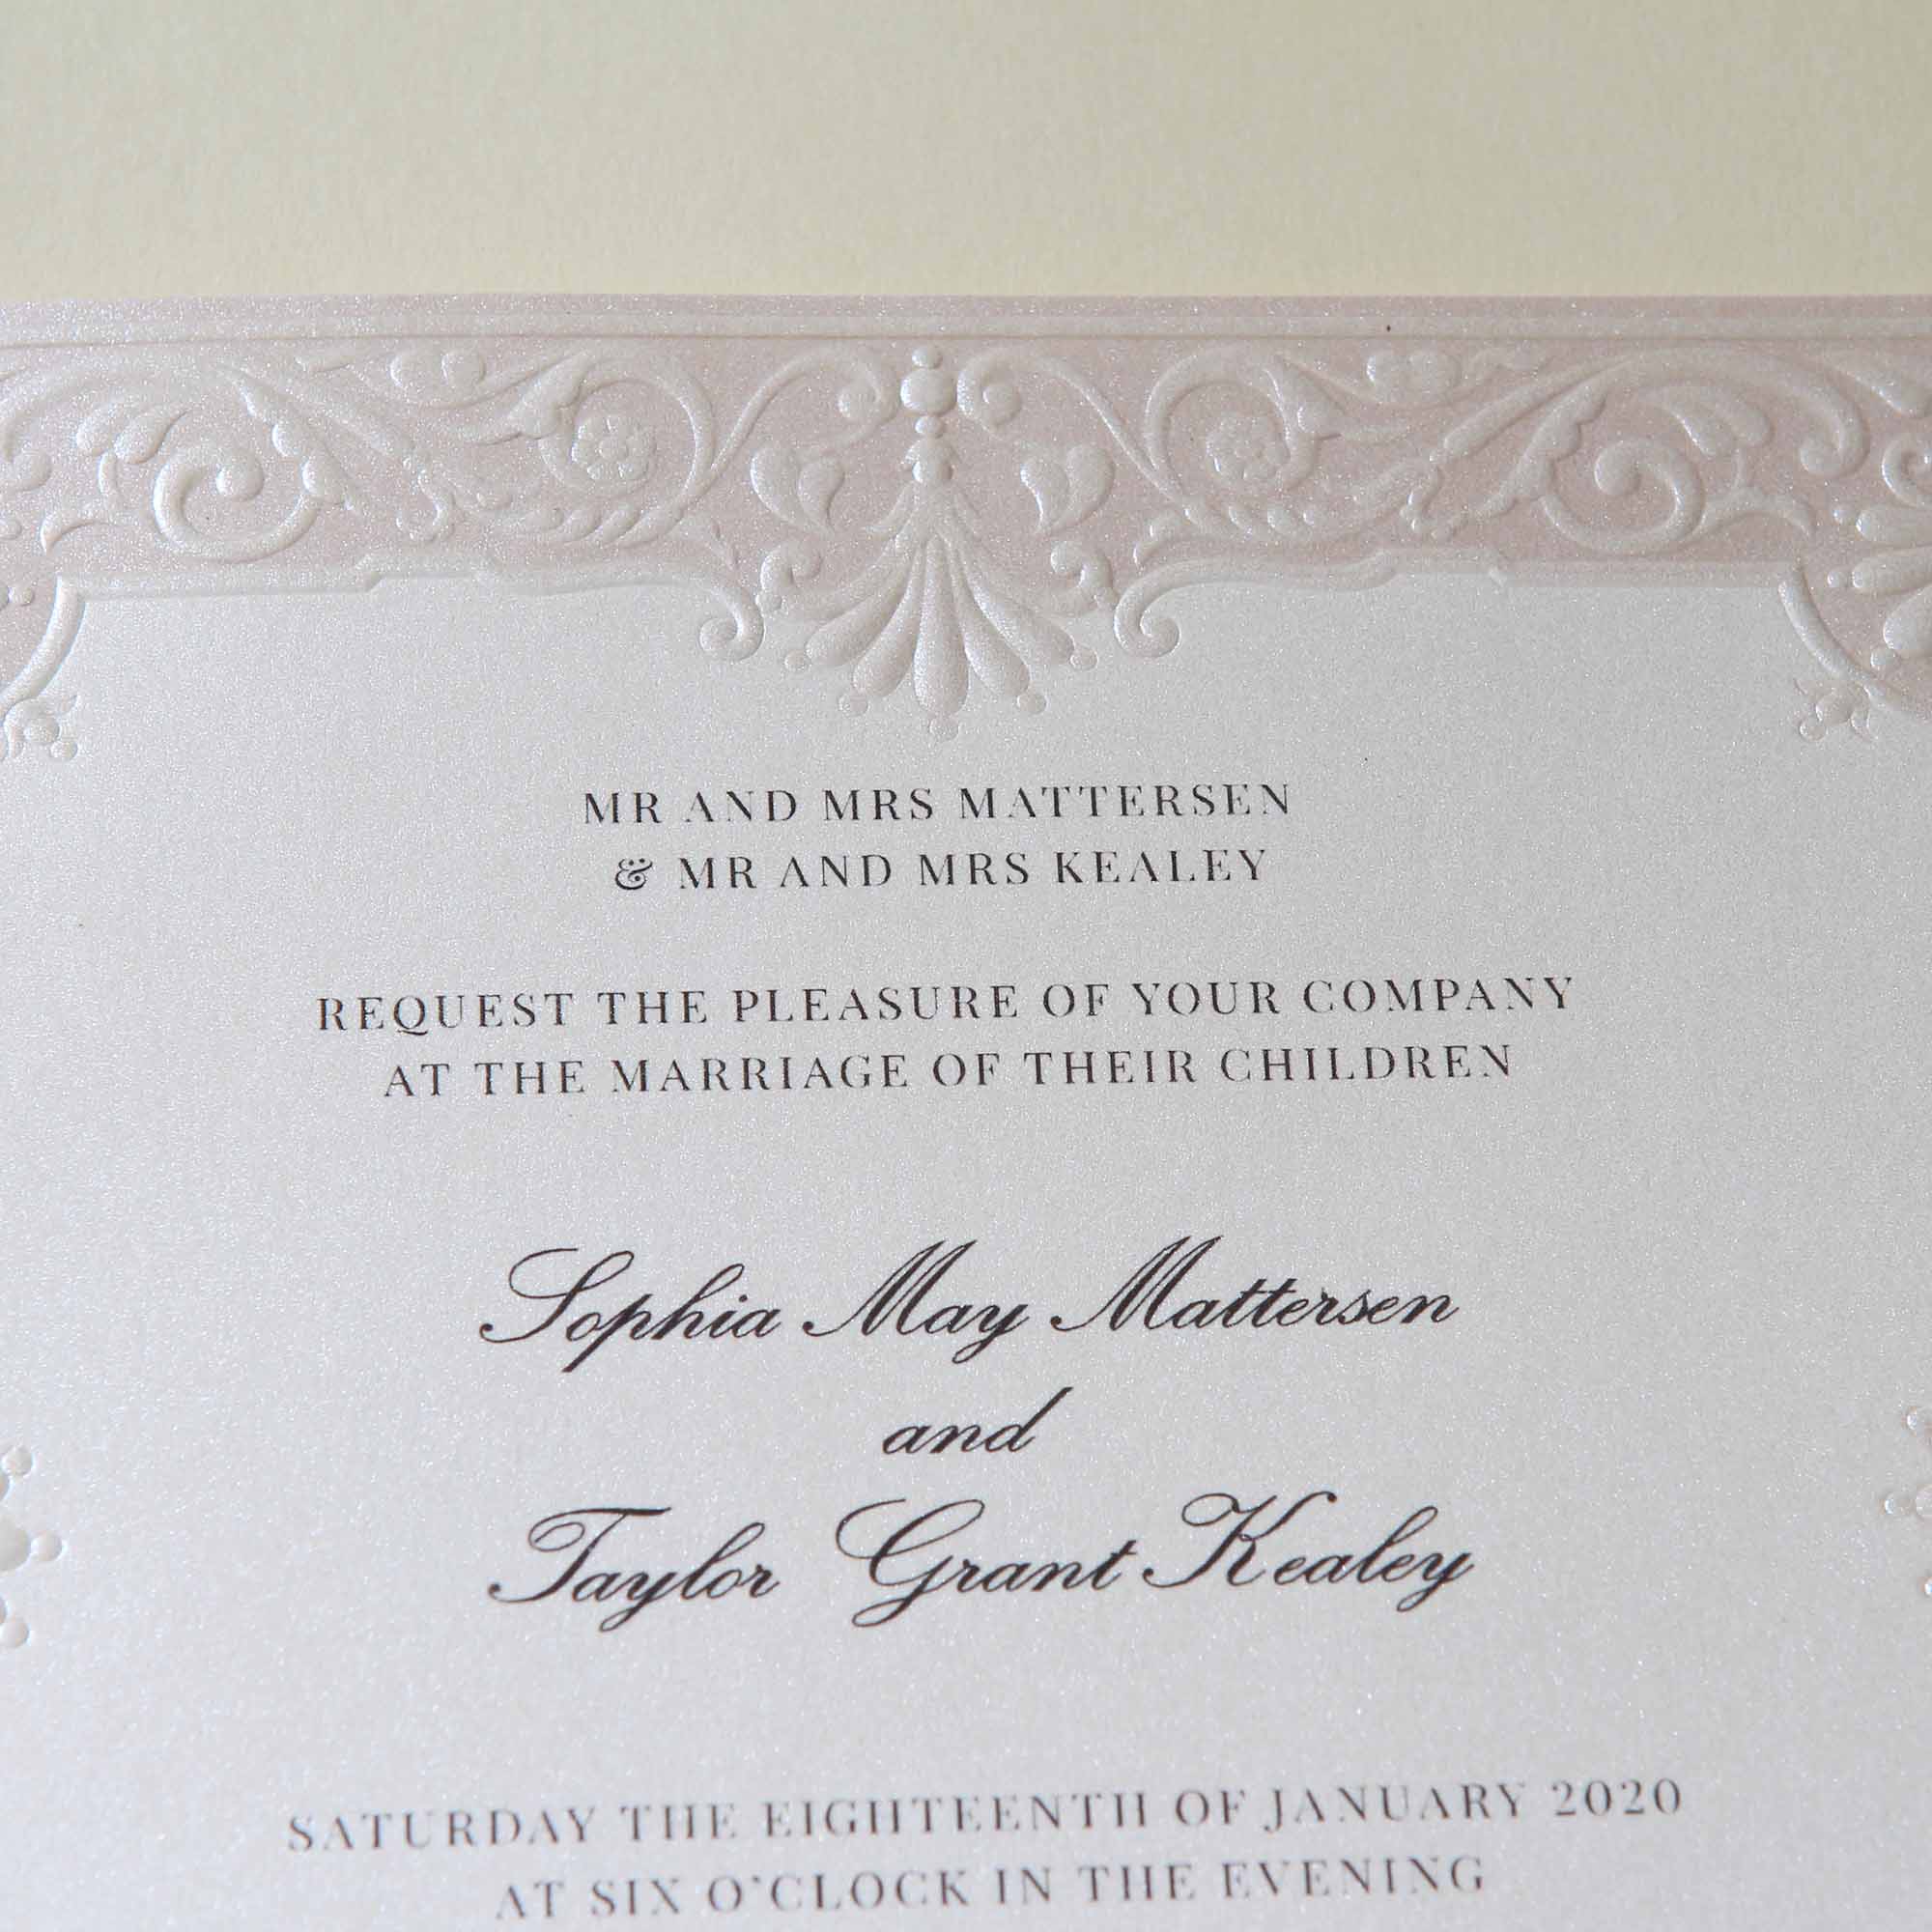 MR AND MRS MATTERSEN
& MR AND MRS KEALEY
REQUEST THE PLEASURE OF YOUR COMPANY
AT THE MARRIAGE OF THEIR CHILDREN
Sophia May Mattersen
and
Taylor Grant Kealey
SATURDAY THE EIGHTEENTH OF JANUARY 2020
AT SIX O'CLOCK IN THE EVENING